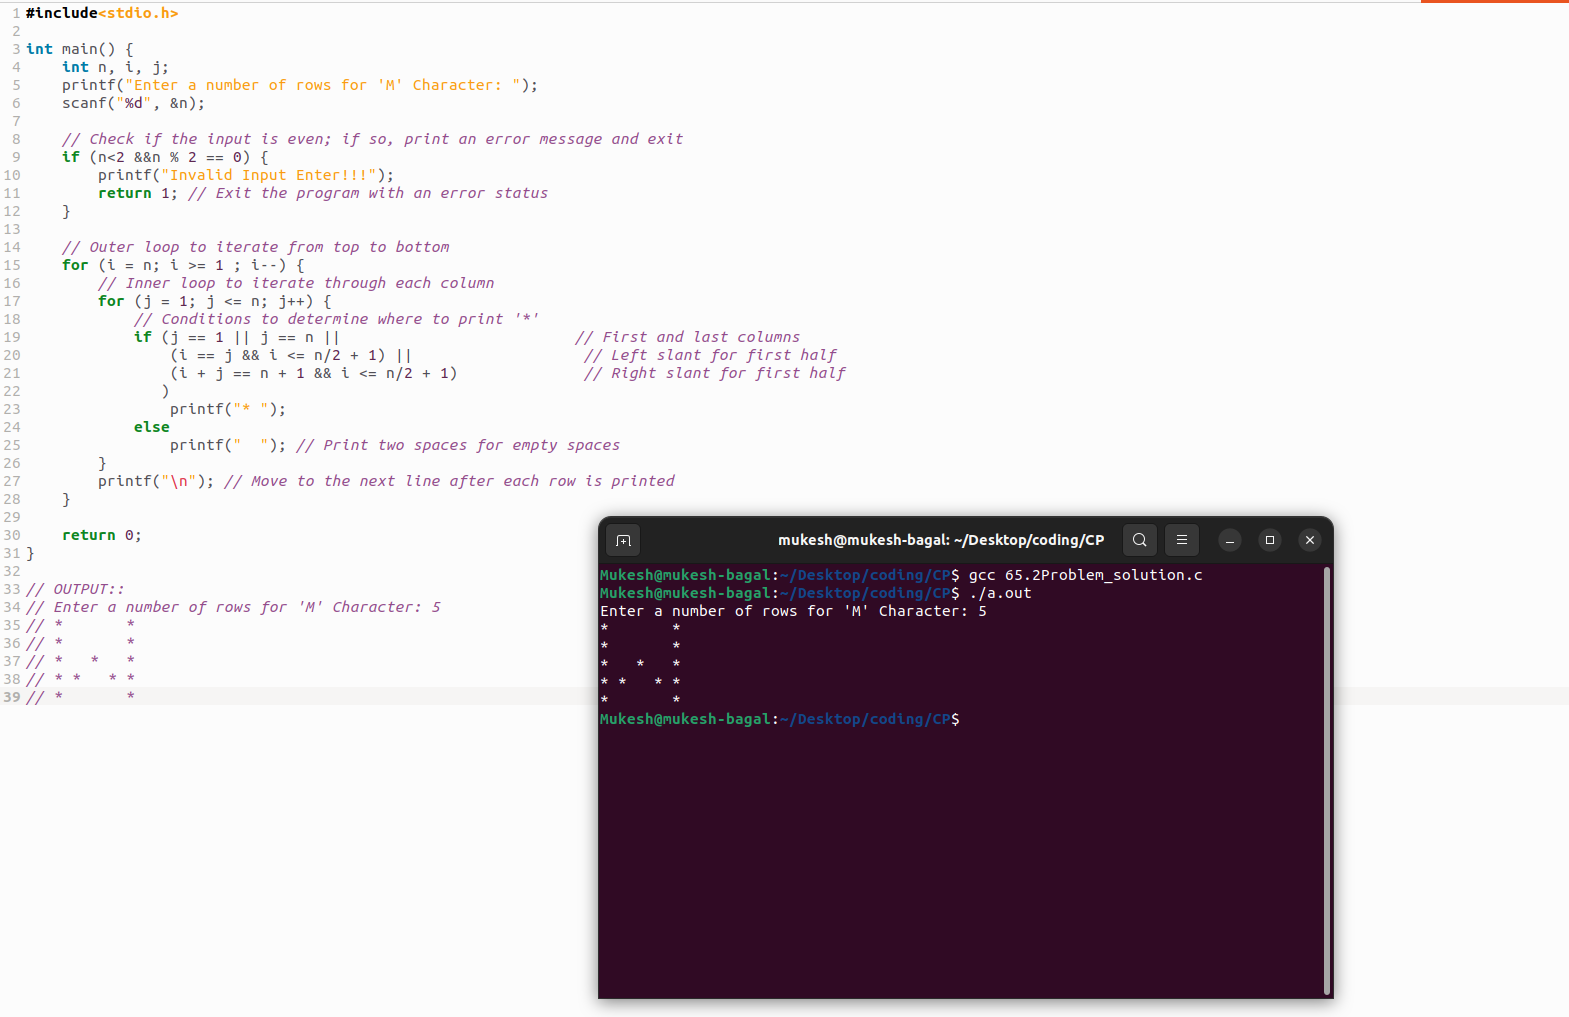 1 #include<stdio.h>
2
3 int main() {
4     int n, i, j;
5     printf("Enter a number of rows for 'M' Character: ");
6     scanf("%d", &n);
7
8     // Check if the input is even; if so, print an error message and exit
9     if (n<2 &&n % 2 == 0) {
10         printf("Invalid Input Enter!!!");
11         return 1; // Exit the program with an error status
12     }
13
14     // Outer loop to iterate from top to bottom
15     for (i = n; i >= 1 ; i--) {
16         // Inner loop to iterate through each column
17         for (j = 1; j <= n; j++) {
18             // Conditions to determine where to print '*'
19             if (j == 1 || j == n ||                          // First and last columns
20                 (i == j && i <= n/2 + 1) ||                   // Left slant for first half
21                 (i + j == n + 1 && i <= n/2 + 1)              // Right slant for first half
22                )
23                 printf("* ");
24             else
25                 printf("  "); // Print two spaces for empty spaces
26         }
27         printf("\n"); // Move to the next line after each row is printed
28     }
29
30     return 0;
31 }
32
33 // OUTPUT::
34 // Enter a number of rows for 'M' Character: 5
35 // *       *
36 // *       *
37 // *   *   *
38 // * *   * *
39 // *       *
mukesh@mukesh-bagal: ~/Desktop/coding/CP
Mukesh@mukesh-bagal:~/Desktop/coding/CP$ gcc 65.2Problem_solution.c
Mukesh@mukesh-bagal:~/Desktop/coding/CP$ ./a.out
Enter a number of rows for 'M' Character: 5
*       *
*       *
*   *   *
* *   * *
*       *
Mukesh@mukesh-bagal:~/Desktop/coding/CP$